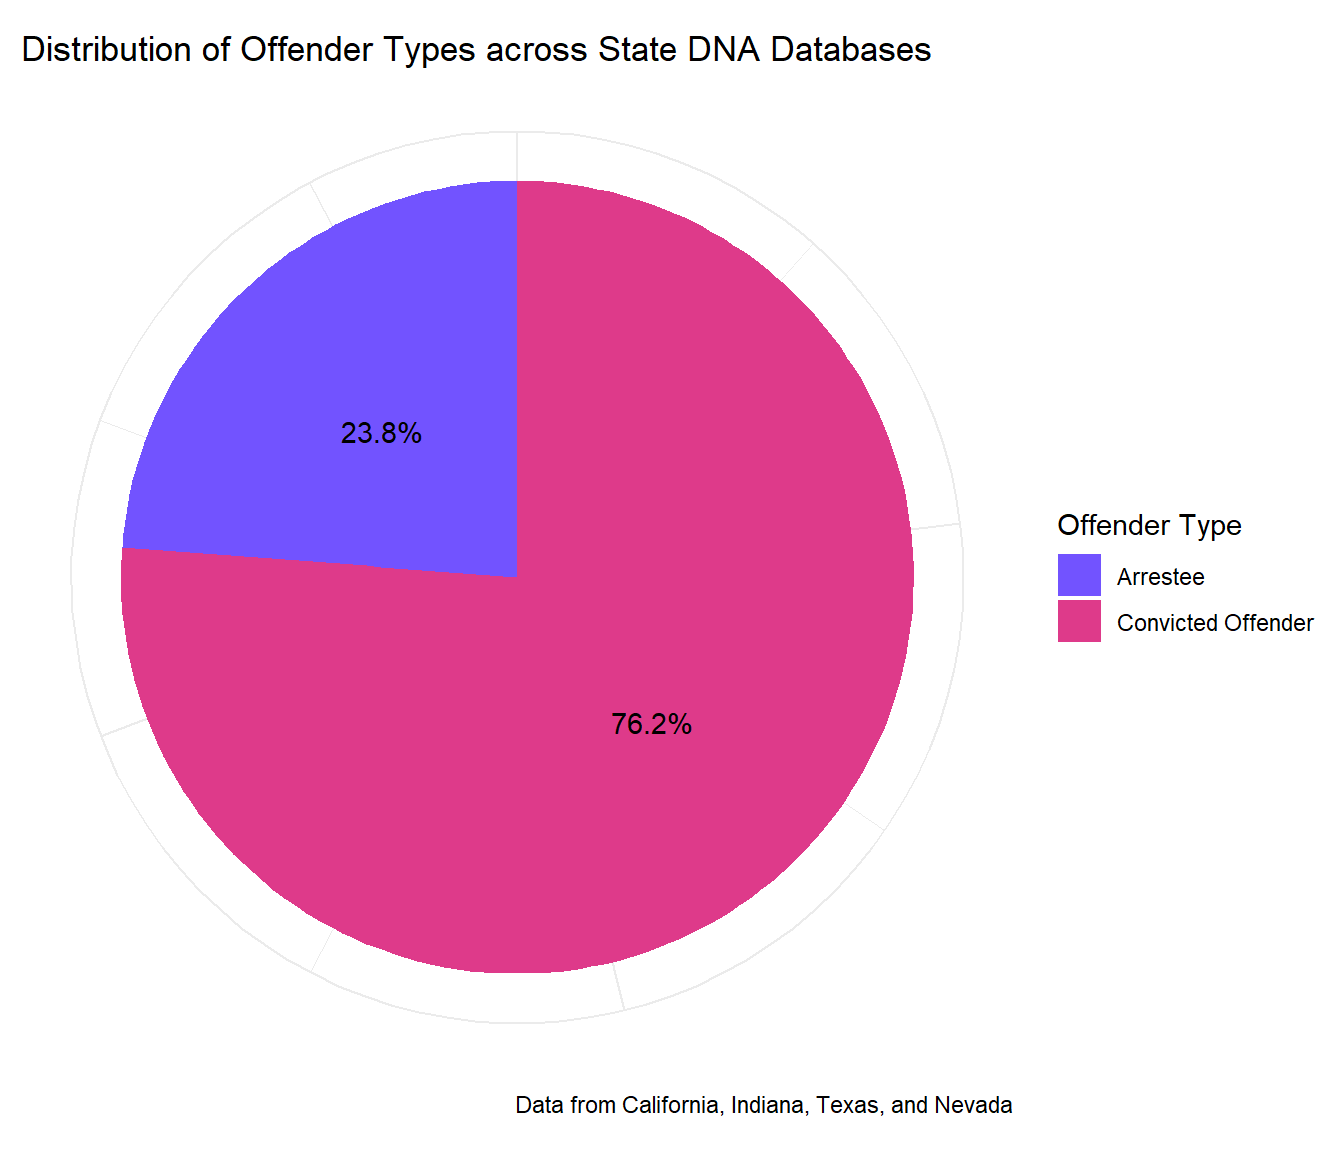 Distribution of Offender Types across State DNA Databases
23.8%
76.2%
Offender Type
Arrestee
Convicted Offender
Data from California, Indiana, Texas, and Nevada